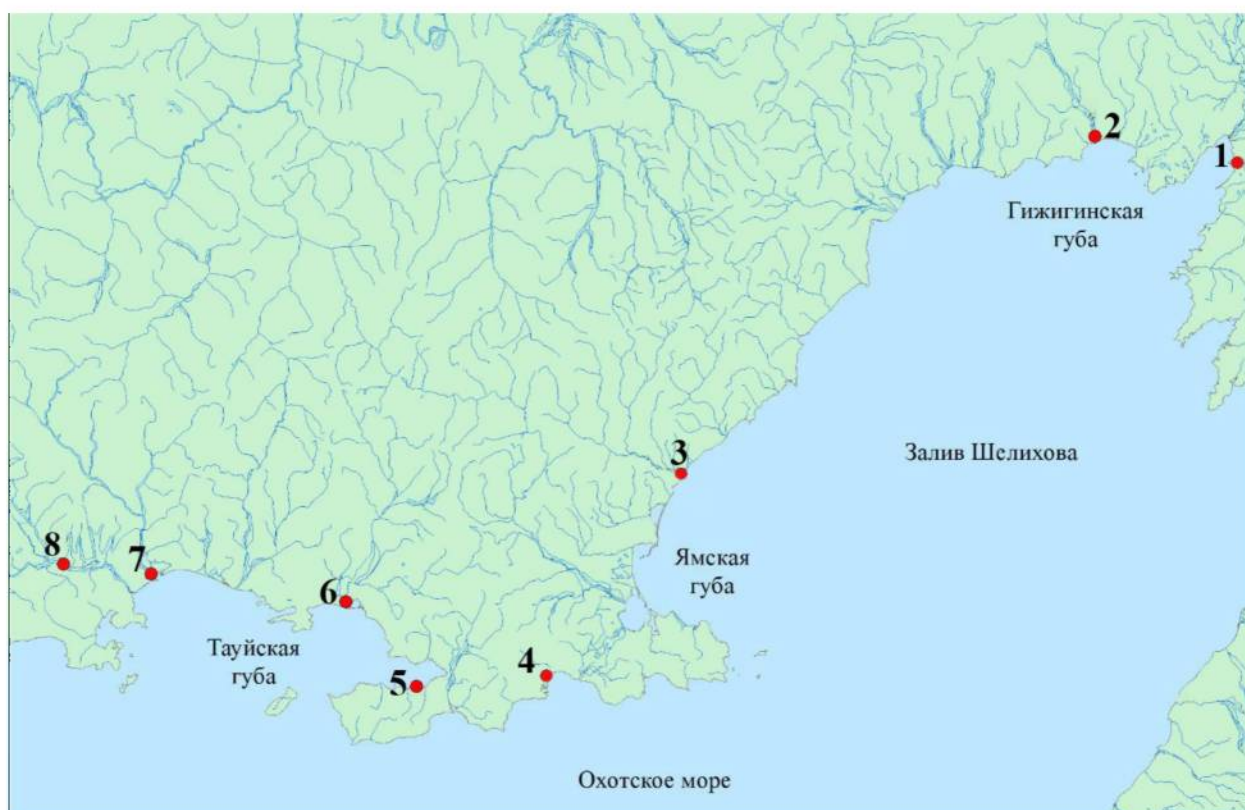 2
1
Гижигинская
губа
3
Залив Шелихова
8
7
Ямская
губа
6
Тауйская
губа
4
5
Охотское море